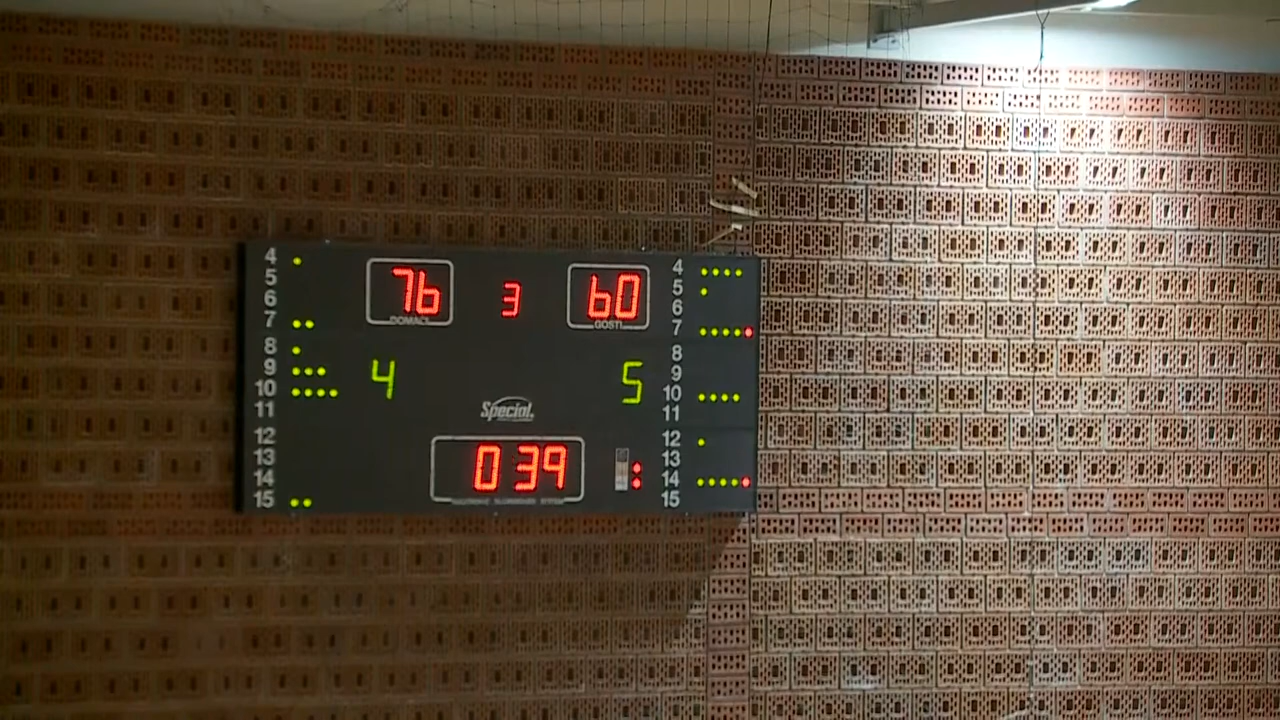 4 76 3 60 4
5 DOMAĆI GOSTI 5
6 6
7 7
8 8
9 4 5 9
10 10
11 Special. 11
12 12
13 0 39 13
14 14
15 15